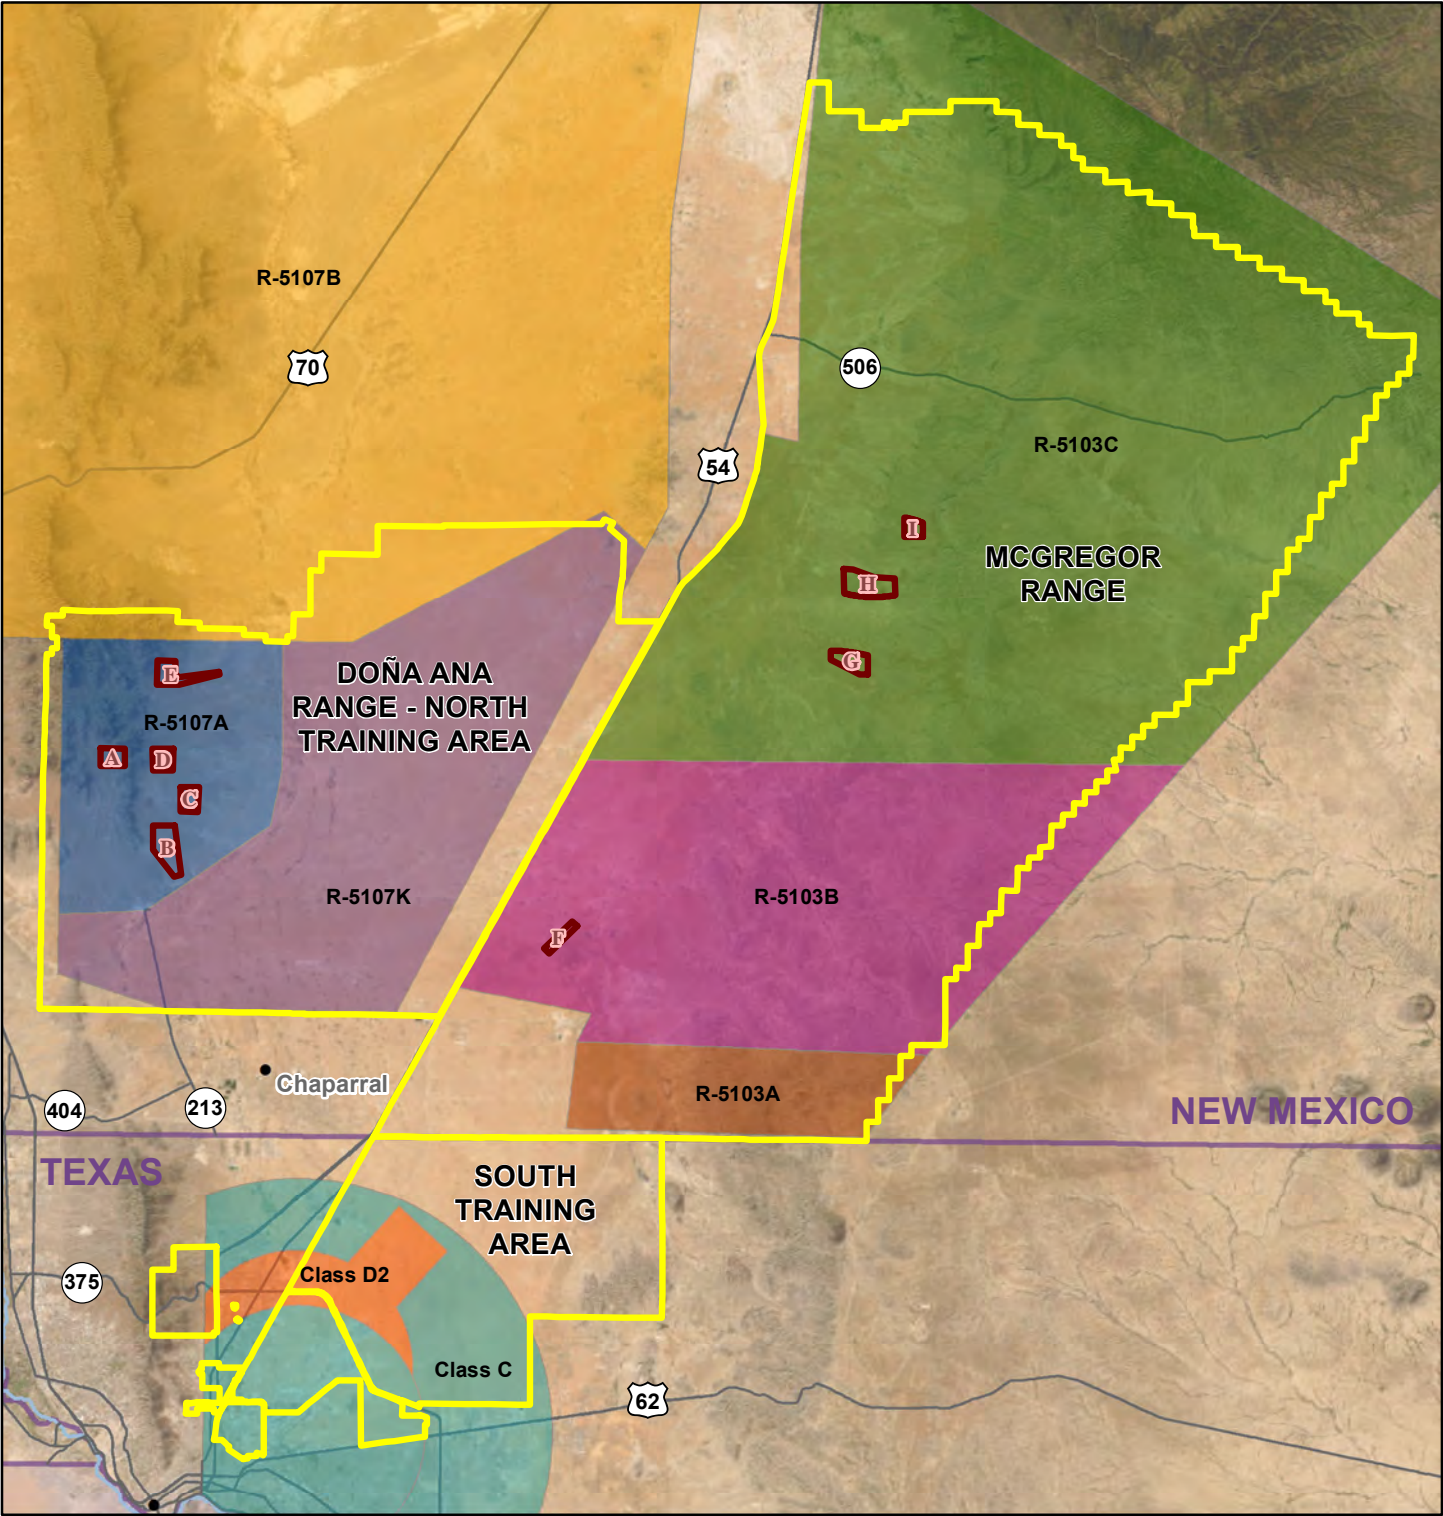 R-5107B
70
506
R-5103C
54
I
MCGREGOR
RANGE
H
G
E
DOÑA ANA
RANGE - NORTH
TRAINING AREA
R-5107A
A
D
C
B
R-5107K
R-5103B
F
Chaparral
R-5103A
404
213
NEW MEXICO
TEXAS
SOUTH
TRAINING
AREA
375
Class D2
Class C
62